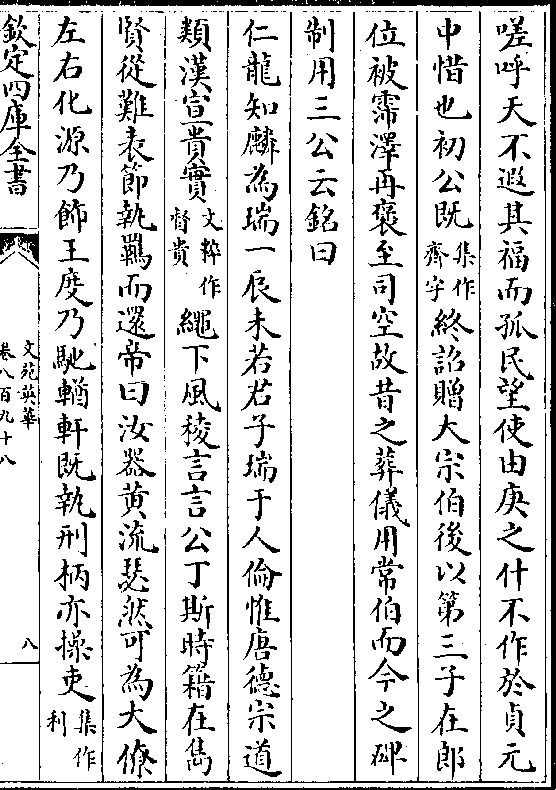 嗟呼天不遐其福而孤民望使由庚之什不作於貞元
中惜也初公既集作齊字終詔贈大宗伯後以第三子在郎
位被霈澤再褒至司空故昔之葬儀用常伯而今之碑
制用三公云銘曰
仁龍知麟為瑞一辰未若君子瑞于人倫惟唐德宗道
類漢宣貴實文粹作督責繩下風稜言言公丁斯時籍在雋
賢從難表節執羈而還帝曰汝器黄流瑟然可為大僚
左右化源乃飾王度乃馳輶軒既執刑柄亦操吏集作利
欽定四庫全書
文苑英華
卷八百九十八
八